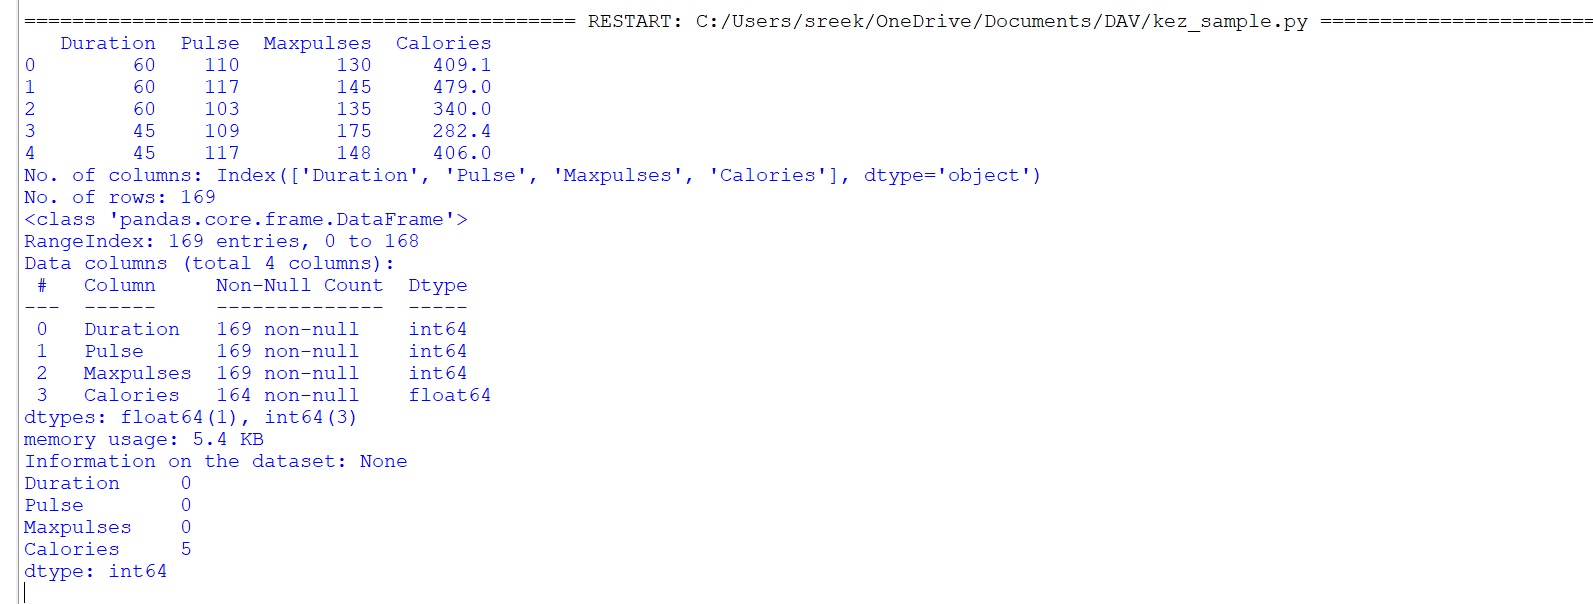 ============================================== RESTART: C:/Users/sreek/OneDrive/Documents/DAV/kez_sample.py =======================
   Duration  Pulse  Maxpulses  Calories
0        60    110        130     409.1
1        60    117        145     479.0
2        60    103        135     340.0
3        45    109        175     282.4
4        45    117        148     406.0
No. of columns: Index(['Duration', 'Pulse', 'Maxpulses', 'Calories'], dtype='object')
No. of rows: 169
<class 'pandas.core.frame.DataFrame'>
RangeIndex: 169 entries, 0 to 168
Data columns (total 4 columns):
 #   Column     Non-Null Count  Dtype
---  ------     --------------  -----
 0   Duration   169 non-null    int64
 1   Pulse      169 non-null    int64
 2   Maxpulses  169 non-null    int64
 3   Calories   164 non-null    float64
dtypes: float64(1), int64(3)
memory usage: 5.4 KB
Information on the dataset: None
Duration     0
Pulse        0
Maxpulses    0
Calories     5
dtype: int64